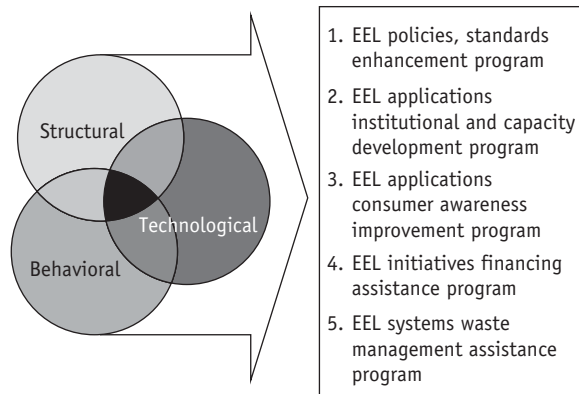 Structural
Technological
Behavioral
1. EEL policies, standards
enhancement program
2. EEL applications
institutional and capacity
development program
3. EEL applications
consumer awareness
improvement program
4. EEL initiatives financing
assistance program
5. EEL systems waste
management assistance
program